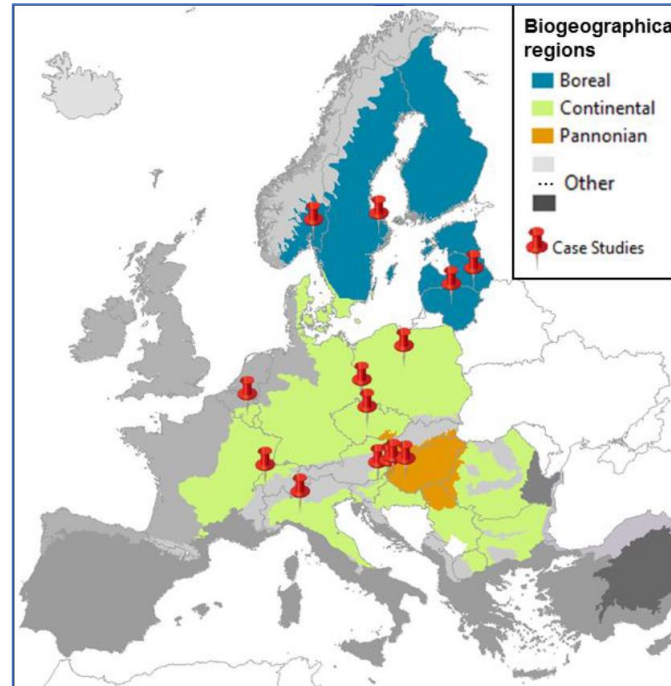 Biogeographica
regions
Boreal
Continental
Pannonian
Other
Case Studies